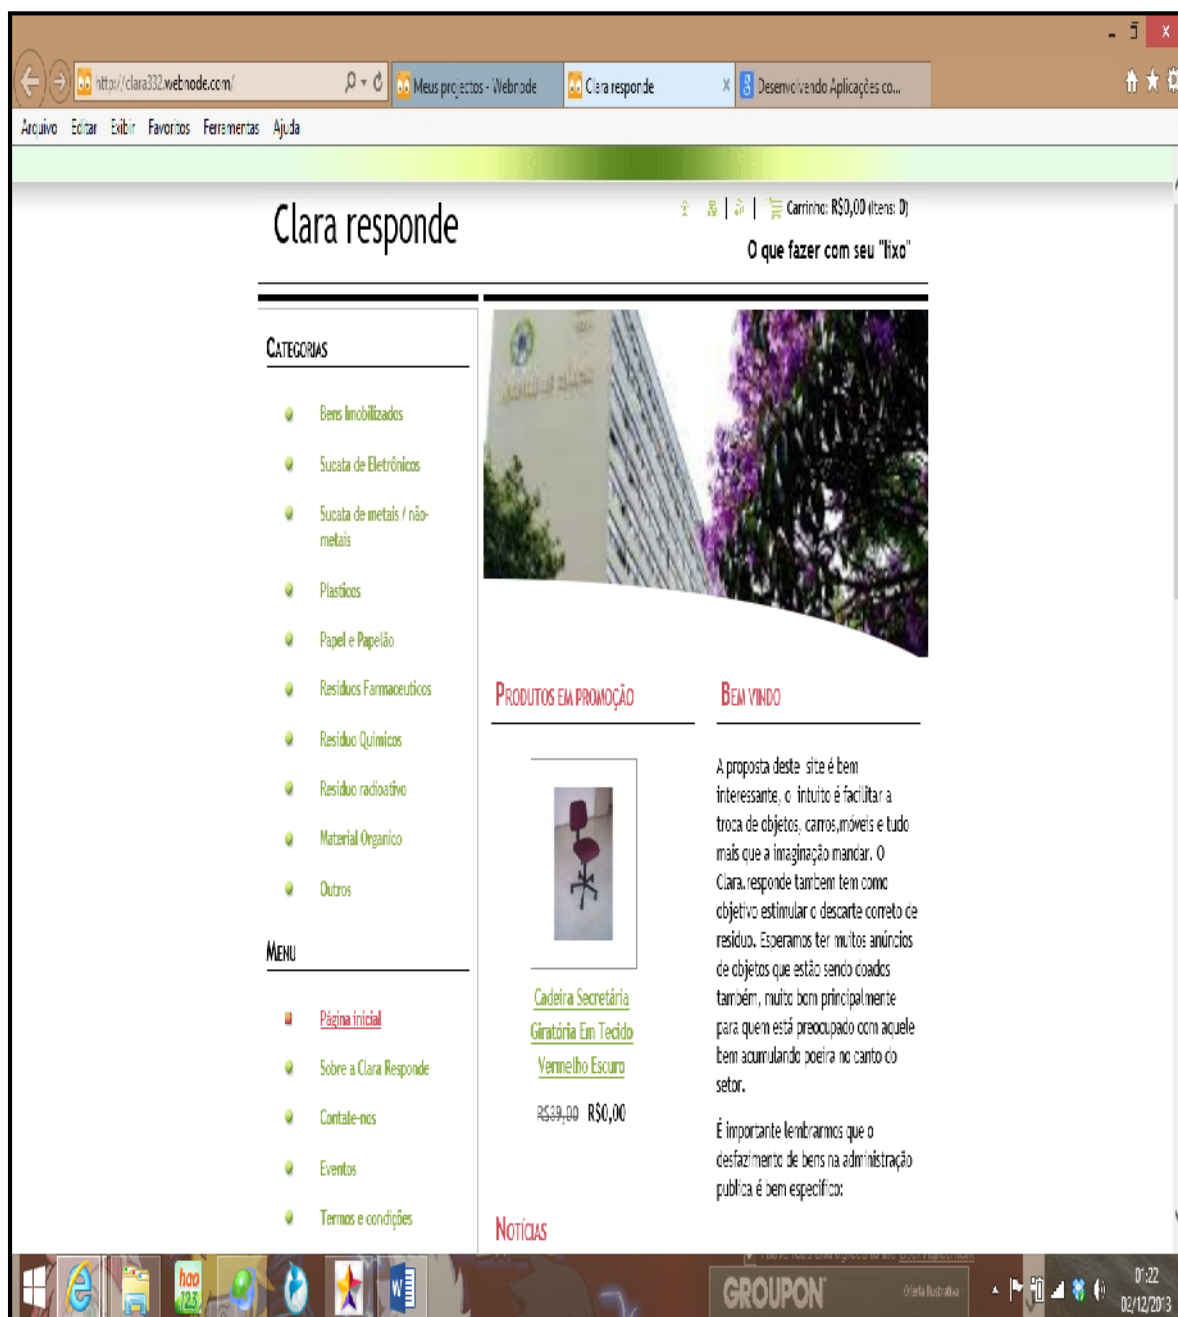 http://clara332.webnode.com/
Meus projectos - Webnode
Clara responde
Desenvolvendo Aplicações co...
Arquivo Editar Exibir Favoritos Ferramentas Ajuda
Clara responde
Carrinho: R$0,00 (Itens: 0)
O que fazer com seu "lixo"
CATEGORIAS
Bens Imobilizados
Sucata de Eletrônicos
Sucata de metais / não-
metais
Plasticos
Papel e Papelão
Residuos Farmaceuticos
Residuo Quimicos
Residuo radioativo
Material Organico
Outros
MENU
Página inicial
Sobre a Clara Responde
Contate-nos
Eventos
Termos e condições
PRODUTOS EM PROMOÇÃO
Cadeira Secretária
Giratória Em Tecido
Vermelho Escuro
R$39,00 R$0,00
NOTÍCIAS
BEM VINDO
A proposta deste site é bem
interessante, o intuito é facilitar a
troca de objetos, carros,móveis e tudo
mais que a imaginação mandar. O
Clara.responde tambem tem como
objetivo estimular o descarte correto de
residuo. Esperamos ter muitos anúncios
de objetos que estão sendo doados
também, muito bom principalmente
para quem está preocupado com aquele
bem acumulando poeira no canto do
setor.
É importante lembrarmos que o
desfazimento de bens na administração
publica é bem especifico:
hao
123
GROUPON
Oferta Ilustrativa
01:22
02/12/2013